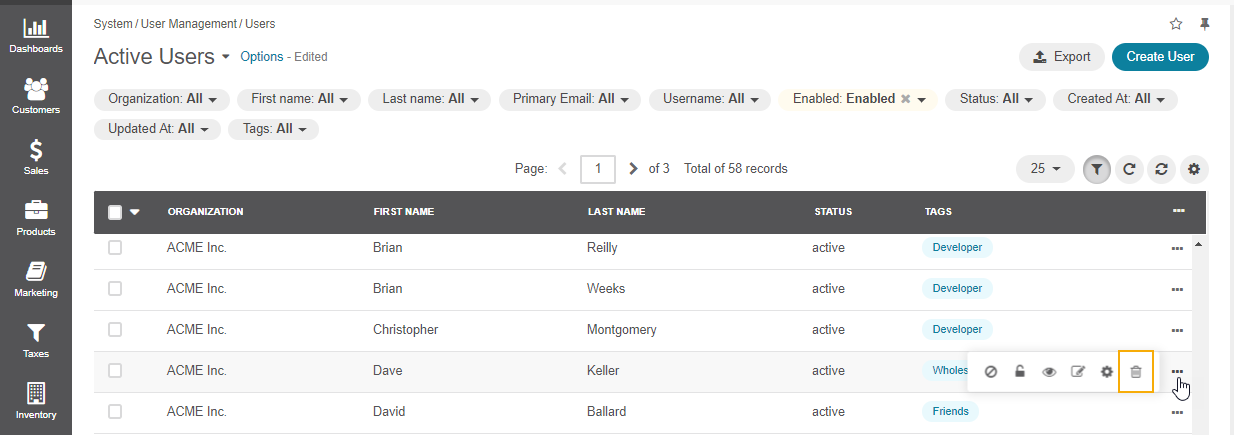 System / User Management / Users
Active Users Options - Edited
Export
Create User
Organization: All First name: All Last name: All Primary Email: All Username: All Enabled: Enabled Status: All Created At: All
Updated At: All Tags: All
Page: 1 of 3 Total of 58 records 25
ORGANIZATION FIRST NAME LAST NAME STATUS TAGS
ACME Inc. Brian Reilly active Developer
ACME Inc. Brian Weeks active Developer
ACME Inc. Christopher Montgomery active Developer
ACME Inc. Dave Keller active Wholes
ACME Inc. David Ballard active Friends
Dashboards
Customers
Sales
Products
Marketing
Taxes
Inventory